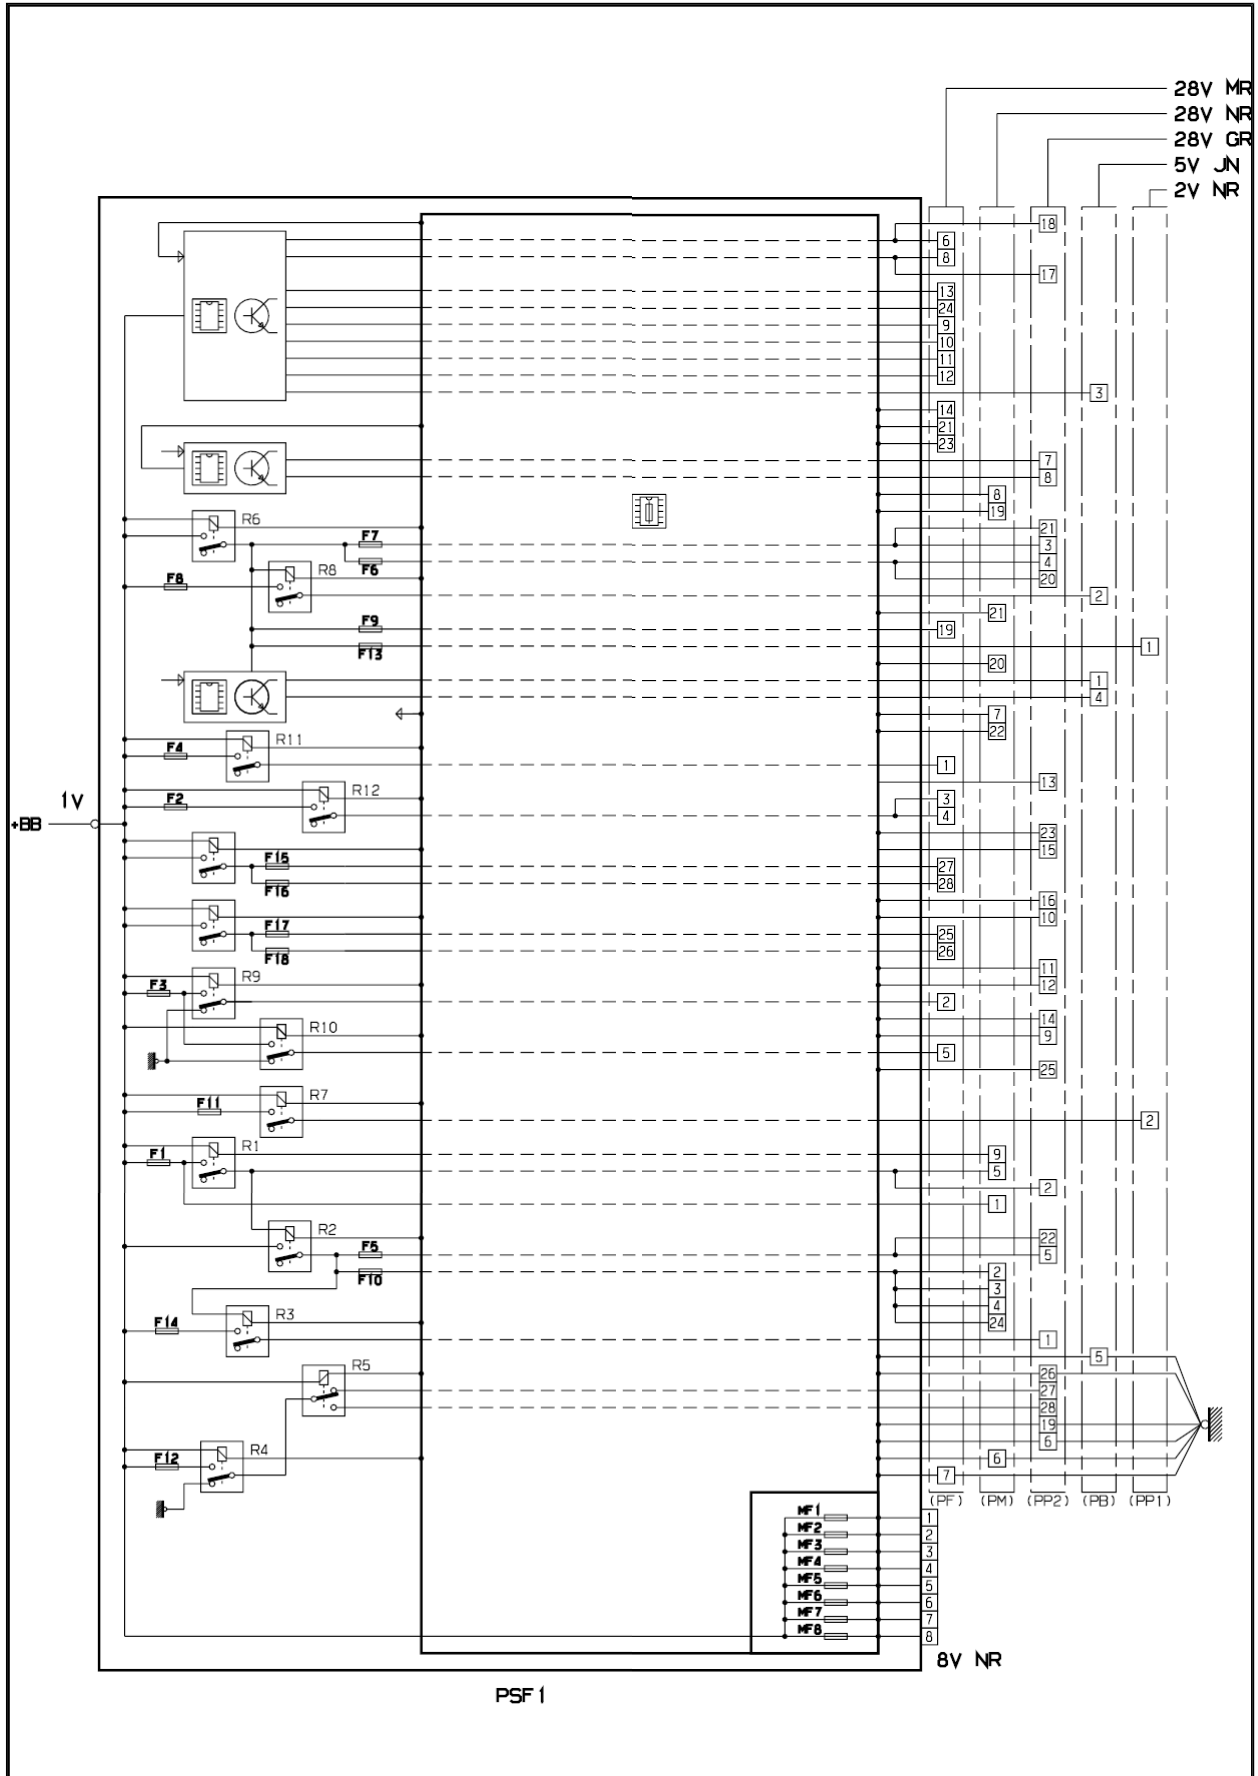 28V MR
28V NR
28V GR
5V JN
2V NR
18
6
8
17
13
24
9
10
11
12
3
14
21
23
7
8
8
19
R6
21
F7
3
F6
4
R8
20
F8
2
21
F9
19
F13
1
20
1
4
7
22
R11
F4
1
13
R12
3
F2
4
1V
+BB
23
15
F15
27
F16
28
16
10
F17
25
F18
26
11
R9
12
F3
2
14
R10
9
5
25
R7
F11
2
R1
9
F1
5
2
1
R2
22
F5
5
F10
2
3
4
24
R3
F14
1
5
R5
26
27
28
19
6
R4
F12
6
7
(PF) (PM) (PP2) (PB) (PP1)
MF1 1
MF2 2
MF3 3
MF4 4
MF5 5
MF6 6
MF7 7
MF8 8
8V NR
PSF1